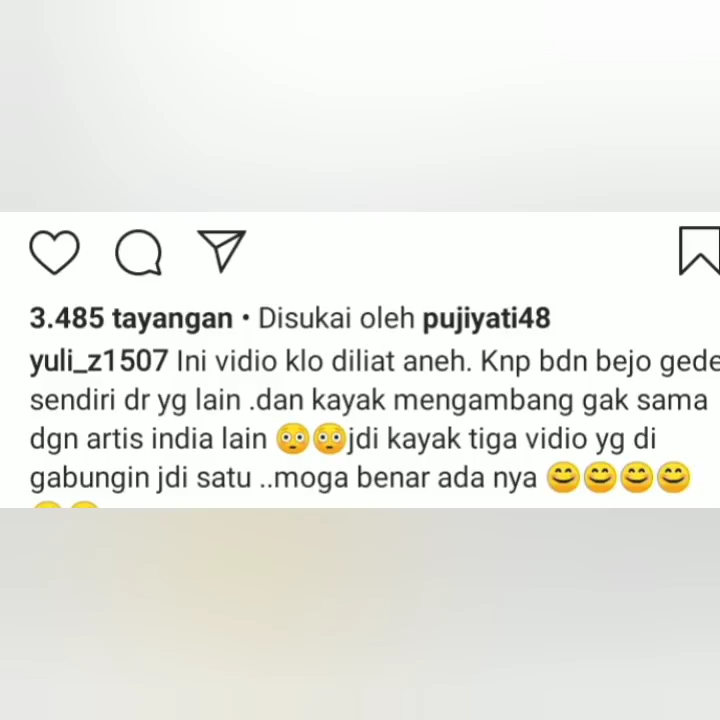 3.485 tayangan • Disukai oleh pujiyati48
yuli_z1507 Ini vidio klo diliat aneh. Knp bdn bejo gede
sendiri dr yg lain .dan kayak mengambang gak sama
dgn artis india lain 😳😳jdi kayak tiga vidio yg di
gabungin jdi satu ..moga benar ada nya 😊😊😊😊